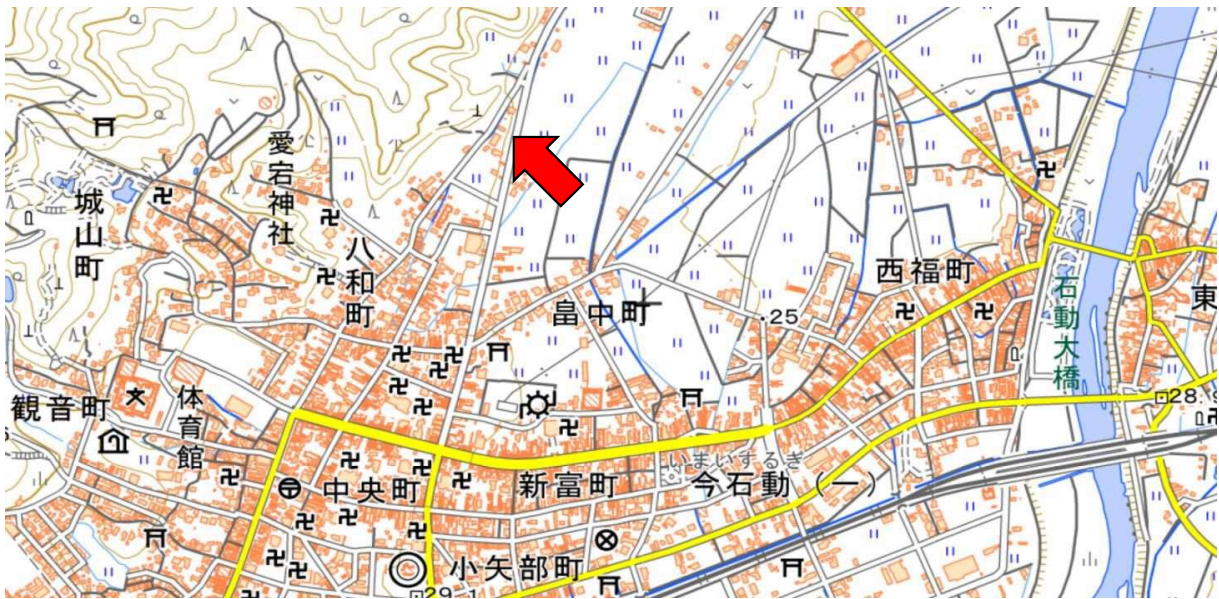 愛宕神社
城山町
八和町
西福町
畠中町
25
石動大橋
東
観音町
体育館
28.9
いまいするぎ
中央町
新富町
今石動(一)
小矢部町
29.1